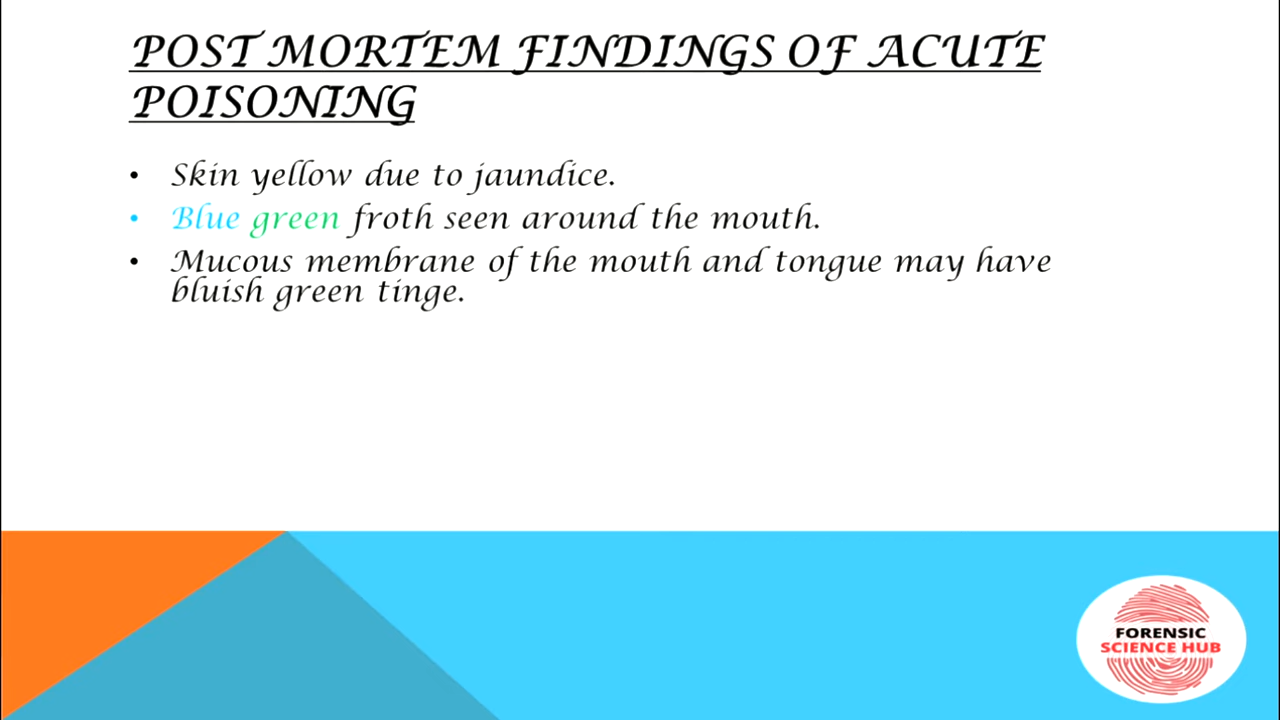 POST MORTEM FINDINGS OF ACUTE
POISONING
• Skin yellow due to jaundice.
• Blue green froth seen around the mouth.
• Mucous membrane of the mouth and tongue may have
bluish green tinge.
FORENSIC
SCIENCE HUB